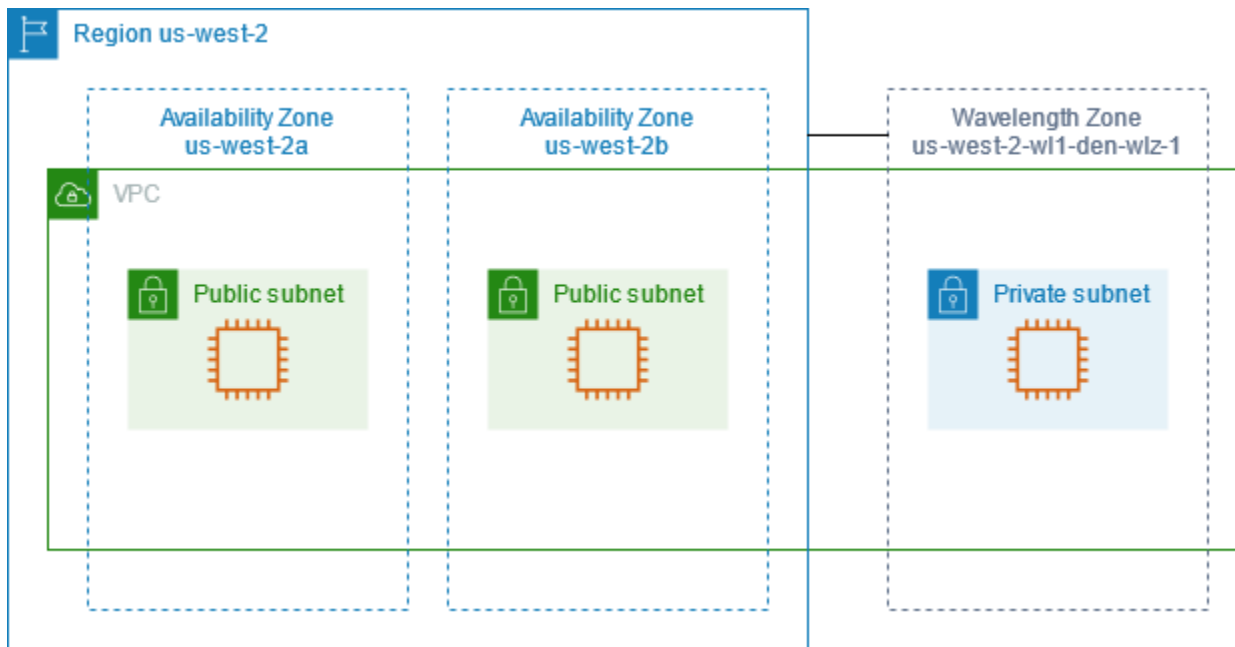 Region us-west-2
Availability Zone
us-west-2a
Availability Zone
us-west-2b
Wavelength Zone
us-west-2-wl1-den-wlz-1
VPC
Public subnet
Public subnet
Private subnet